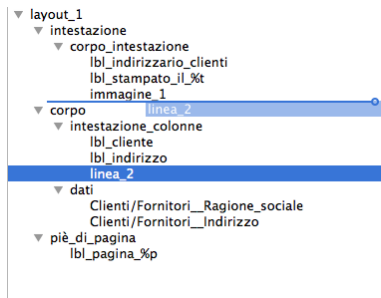 layout_1
intestazione
corpo_intestazione
lbl_indirizzario_clienti
lbl_stampato_il_%t
immagine_1
corpo linea_2
intestazione_colonne
lbl_cliente
lbl_indirizzo
linea_2
dati
Clienti/Fornitori__Ragione_sociale
Clienti/Fornitori__Indirizzo
piè_di_pagina
lbl_pagina_%p